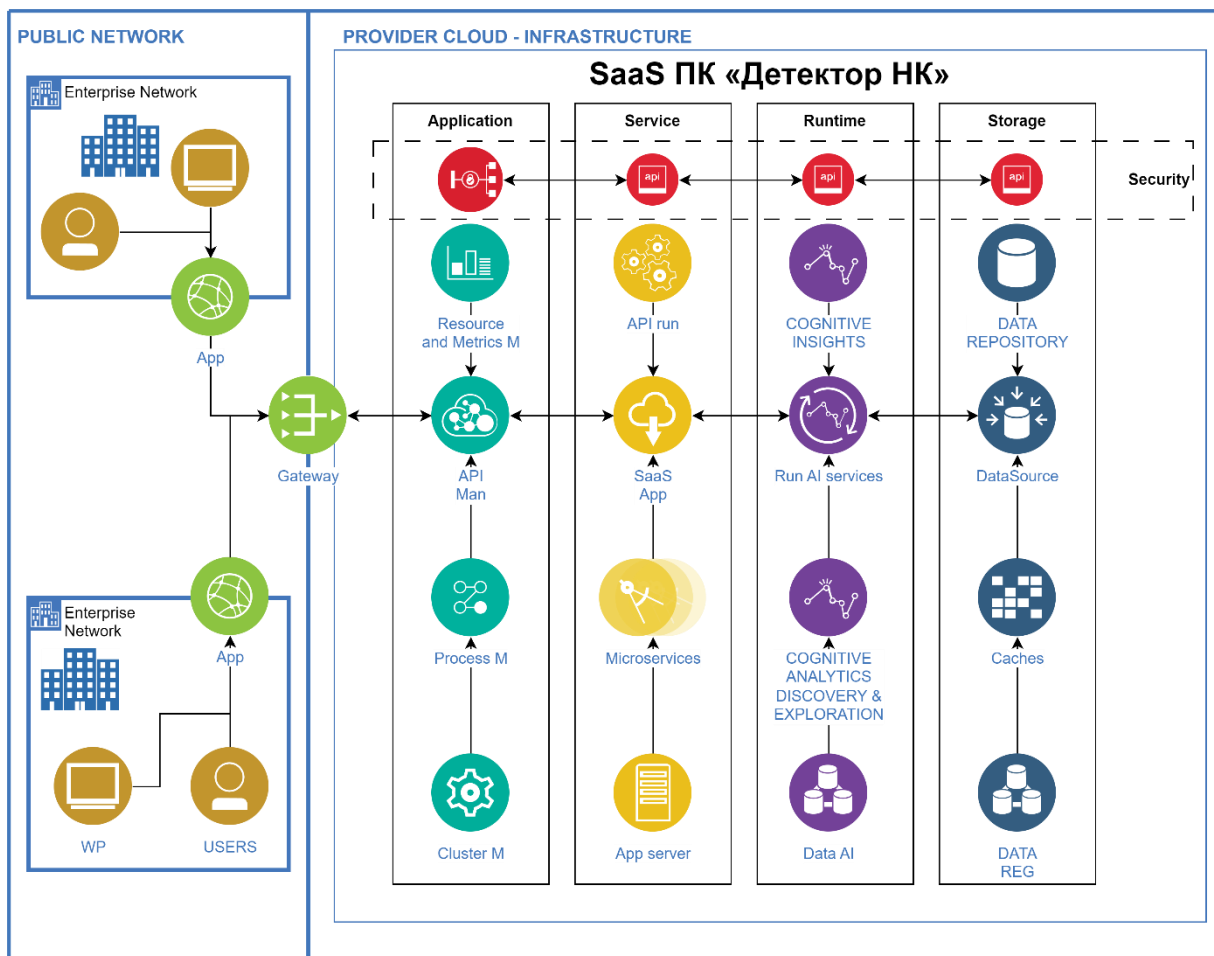 PUBLIC NETWORK
PROVIDER CLOUD - INFRASTRUCTURE
SaaS ПК «Детектор НК»
Enterprise Network
App
Gateway
Enterprise
Network
App
WP
USERS
Application
Service
Runtime
Storage
api
api
api
Security
Resource
and Metrics M
API run
COGNITIVE
INSIGHTS
DATA
REPOSITORY
API
Man
SaaS
App
Run AI services
DataSource
Process M
Microservices
COGNITIVE
ANALYTICS
DISCOVERY &
EXPLORATION
Caches
Cluster M
App server
Data AI
DATA
REG